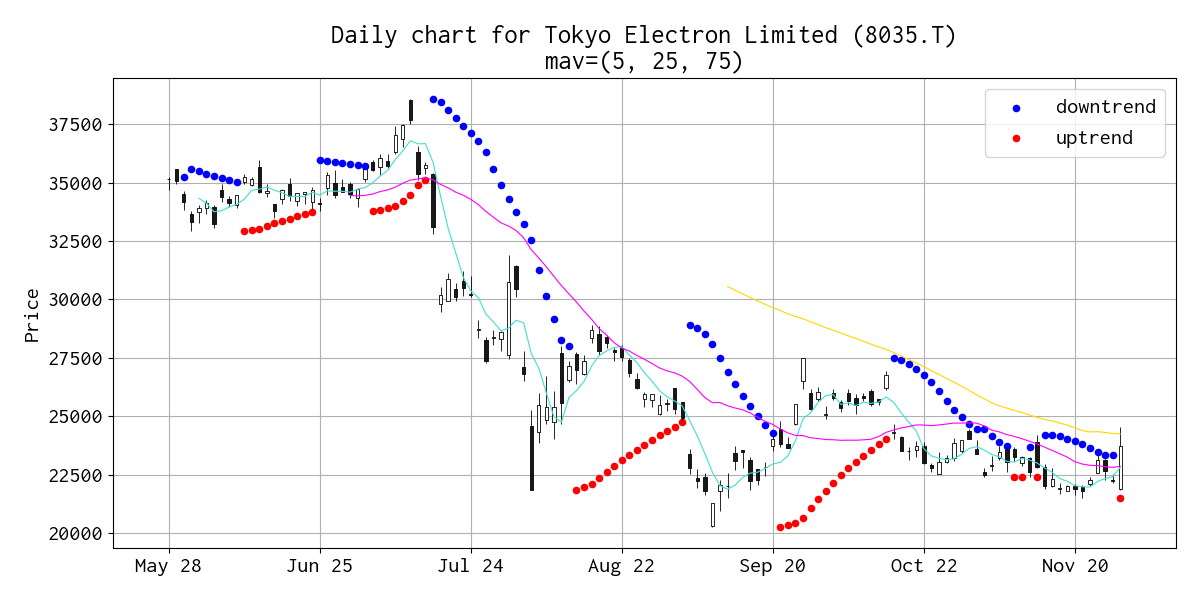 Daily chart for Tokyo Electron Limited (8035.T)
mav=(5, 25, 75)
downtrend
uptrend
Price
37500
35000
32500
30000
27500
25000
22500
20000
May 28
Jun 25
Jul 24
Aug 22
Sep 20
Oct 22
Nov 20